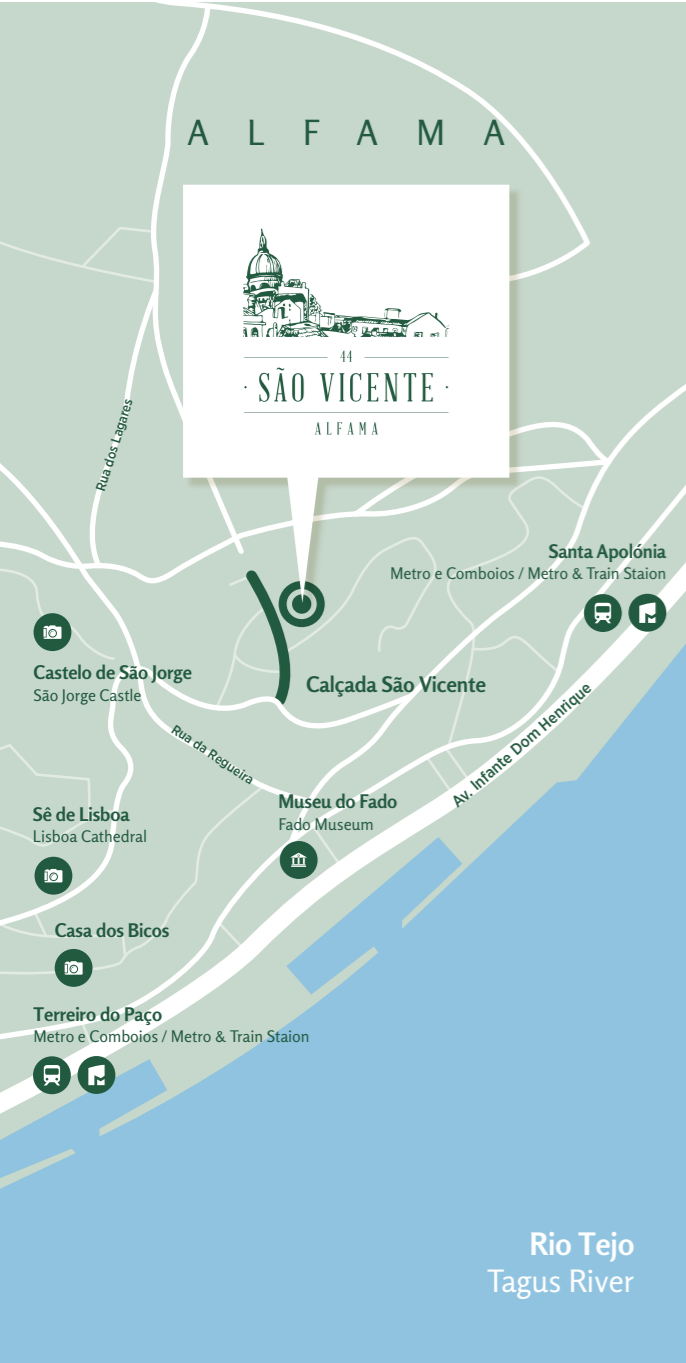 ALFAMA
44
· SÃO VICENTE ·
ALFAMA
Rua dos Lagares
Santa Apolónia
Metro e Comboios / Metro & Train Staion
Castelo de São Jorge
São Jorge Castle
Calçada São Vicente
Av. Infante Dom Henrique
Rua da Regueira
Museu do Fado
Fado Museum
Sê de Lisboa
Lisboa Cathedral
Casa dos Bicos
Terreiro do Paço
Metro e Comboios / Metro & Train Staion
Rio Tejo
Tagus River